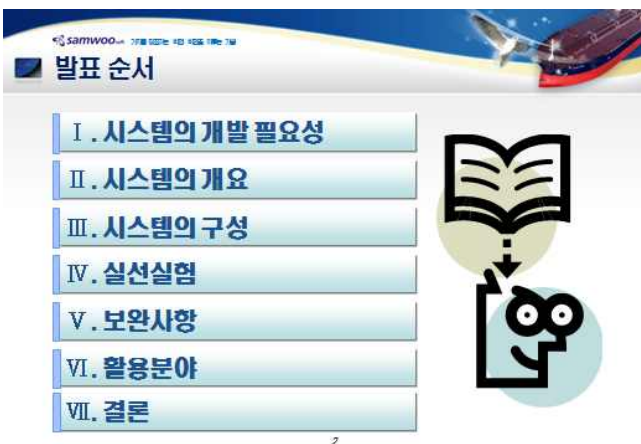 samwoo
발표 순서
Ⅰ. 시스템의 개발 필요성
Ⅱ. 시스템의 개요
Ⅲ. 시스템의 구성
Ⅳ. 실선실험
Ⅴ. 보완사항
Ⅵ. 활용분야
Ⅶ. 결론
2